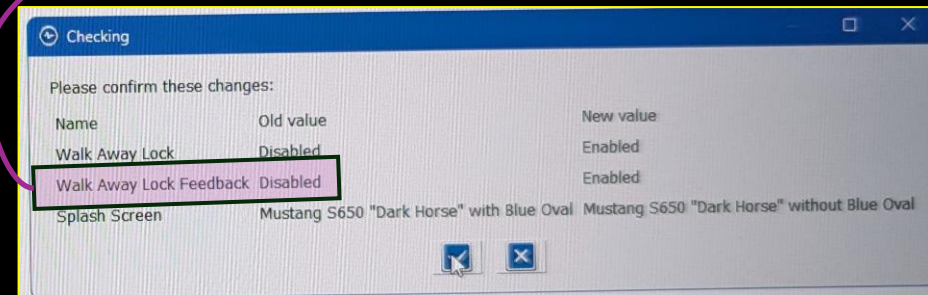 Checking
Please confirm these changes:
Name Old value New value
Walk Away Lock Disabled Enabled
Walk Away Lock Feedback Disabled Enabled
Splash Screen Mustang S650 "Dark Horse" with Blue Oval Mustang S650 "Dark Horse" without Blue Oval